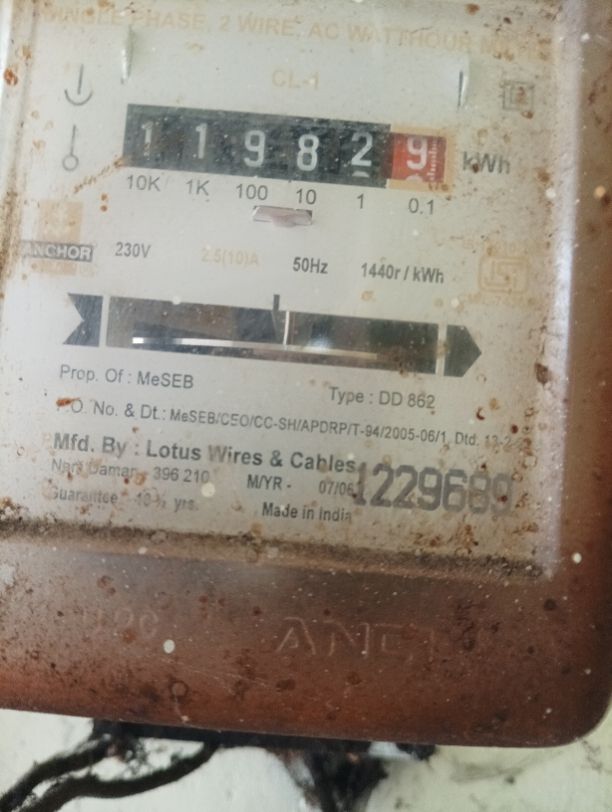 SINGLE PHASE, 2 WIRE, AC WATTHOUR METER
CL-1
1 1 9 8 2 9 kWh
10K 1K 100 10 1 0.1
ANCHOR 230V 2.5(10)A 50Hz 1440r / kWh
Prop. Of : MeSEB
Type : DD 862
P.O. No. & Dt.: MeSEB/CEO/CC-SH/APDRP/T-94/2005-06/1, Dtd.
Mfd. By : Lotus Wires & Cables
Nani Daman - 396 210 M/YR - 07/06 1229689
Guarantee yrs. Made in India